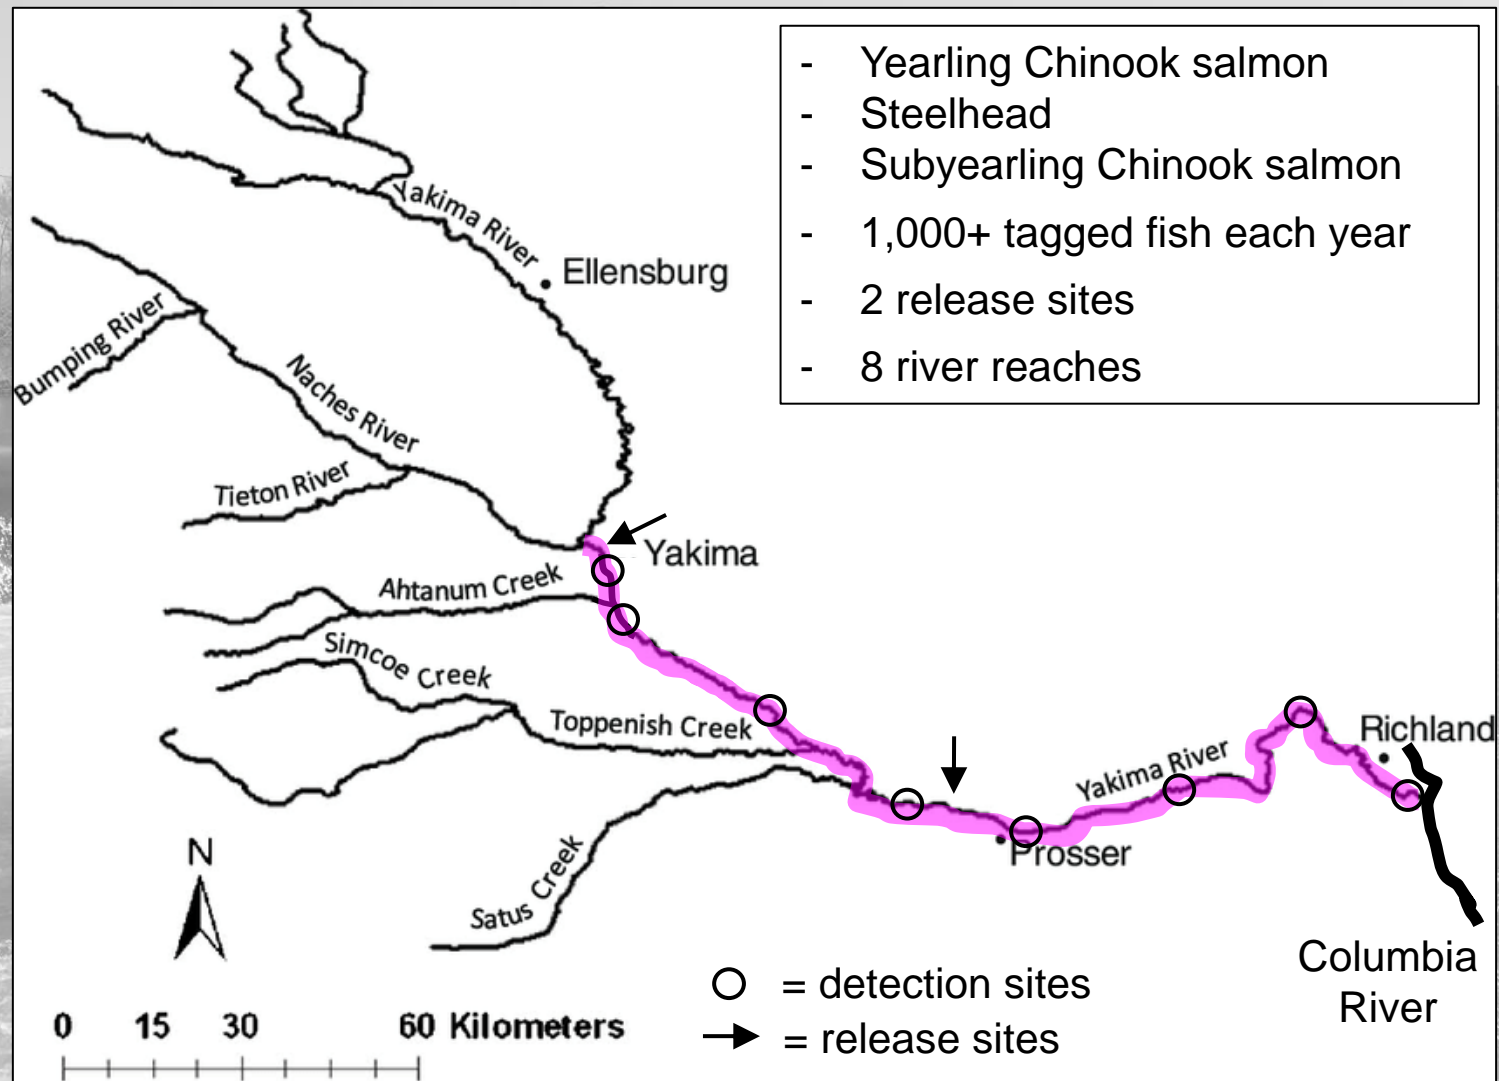 - Yearling Chinook salmon
- Steelhead
- Subyearling Chinook salmon
- 1,000+ tagged fish each year
- 2 release sites
- 8 river reaches
Yakima River
Ellensburg
Bumping River
Naches River
Tieton River
Yakima
Ahtanum Creek
Simcoe Creek
Toppenish Creek
Yakima River
Richland
Prosser
Satus Creek
N
Columbia
River
= detection sites
= release sites
0 15 30 60 Kilometers